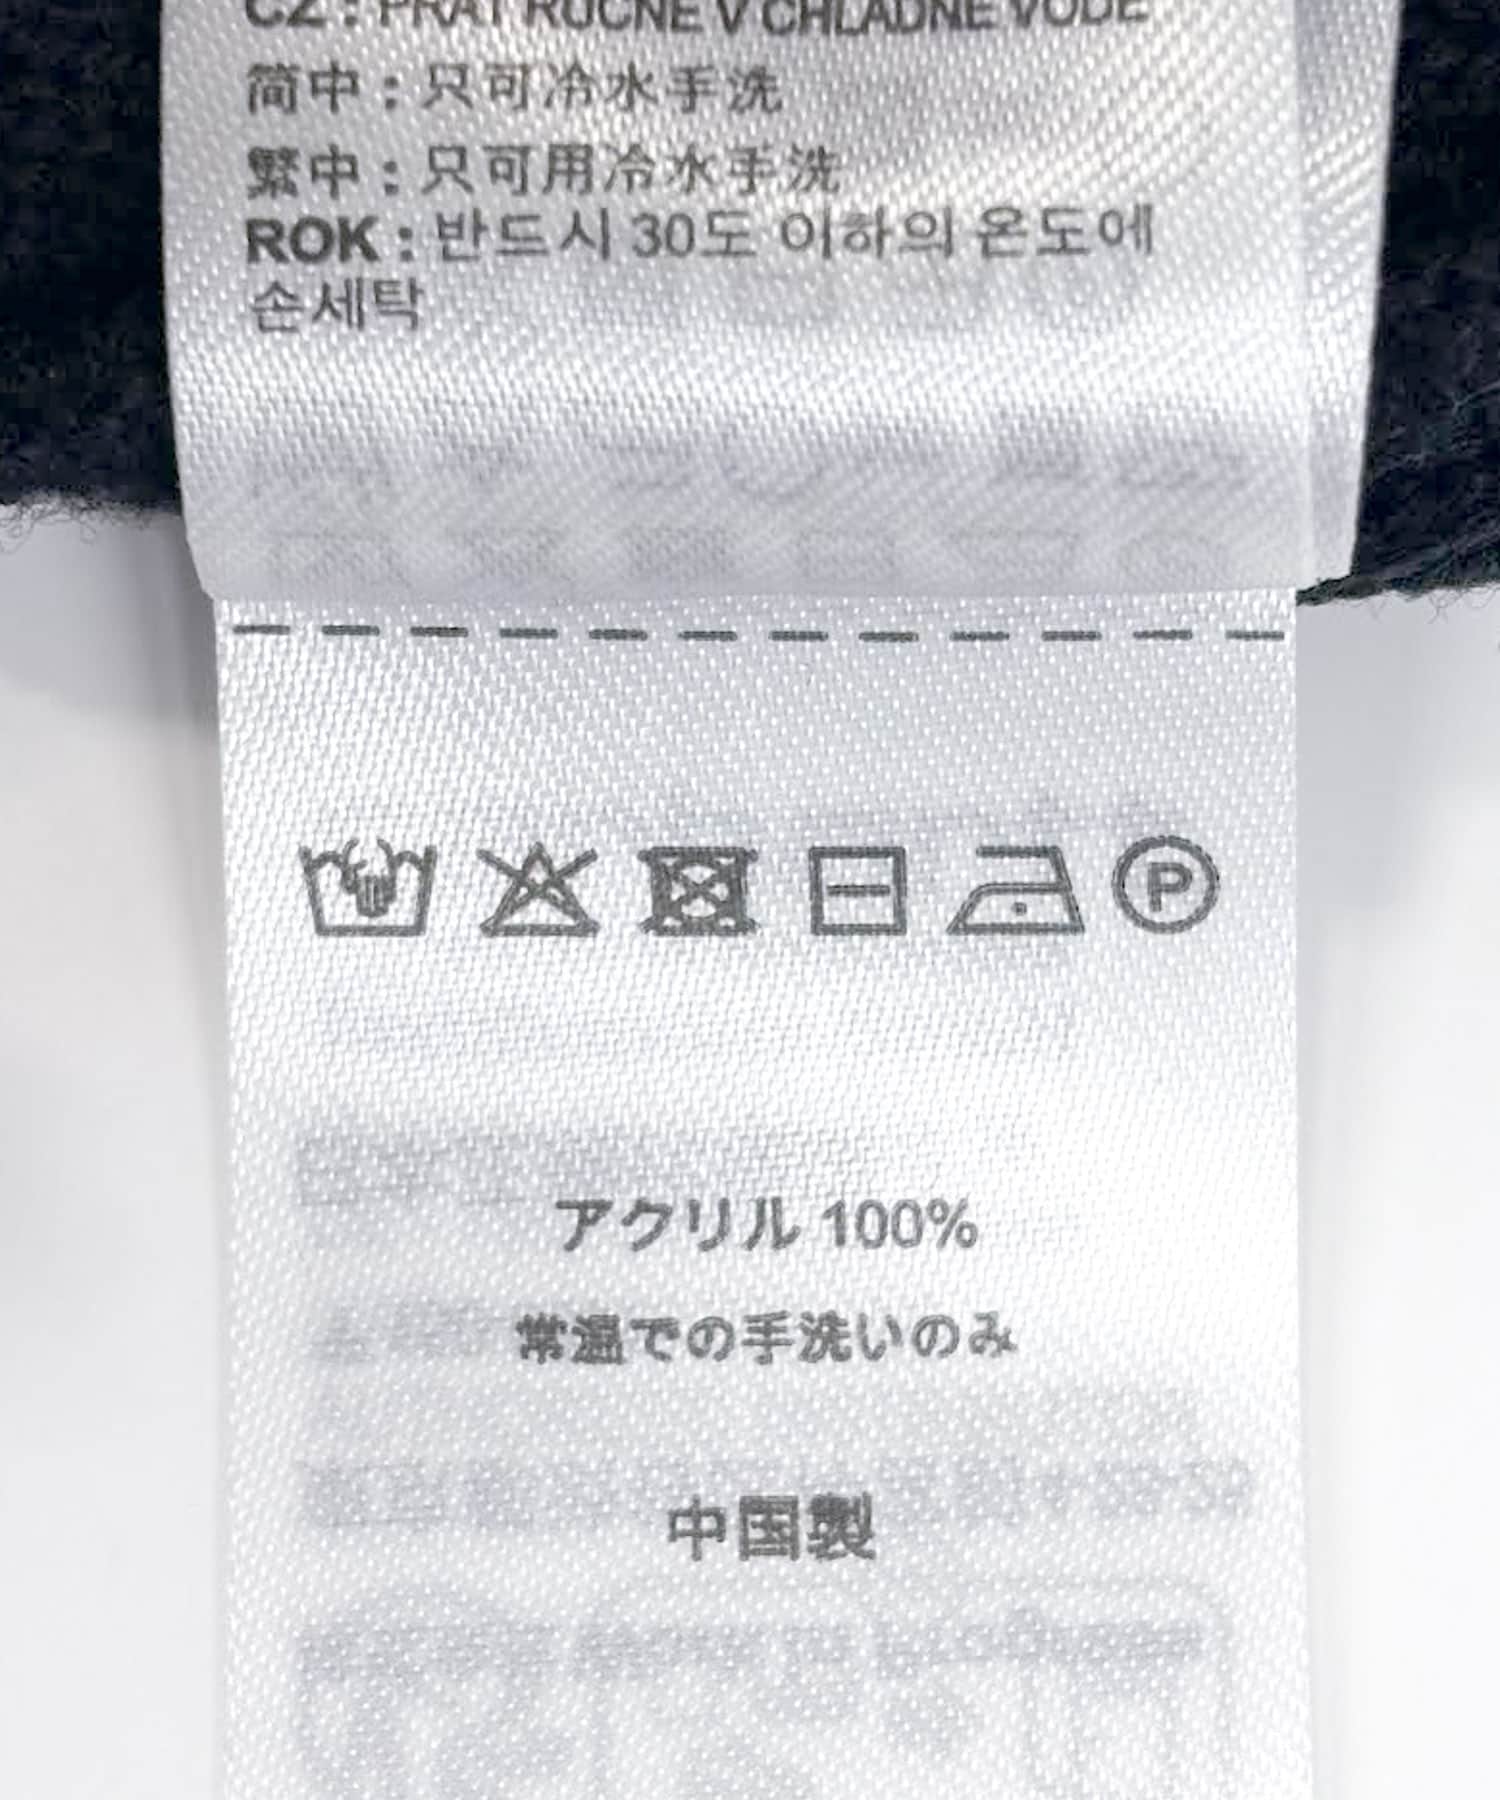 CZ : PRAT RUCNE V CHLADNE VODE
简中 : 只可冷水手洗
繁中 : 只可用冷水手洗
ROK : 반드시 30도 이하의 온도에
손세탁
P
アクリル 100%
常温での手洗いのみ
中国製